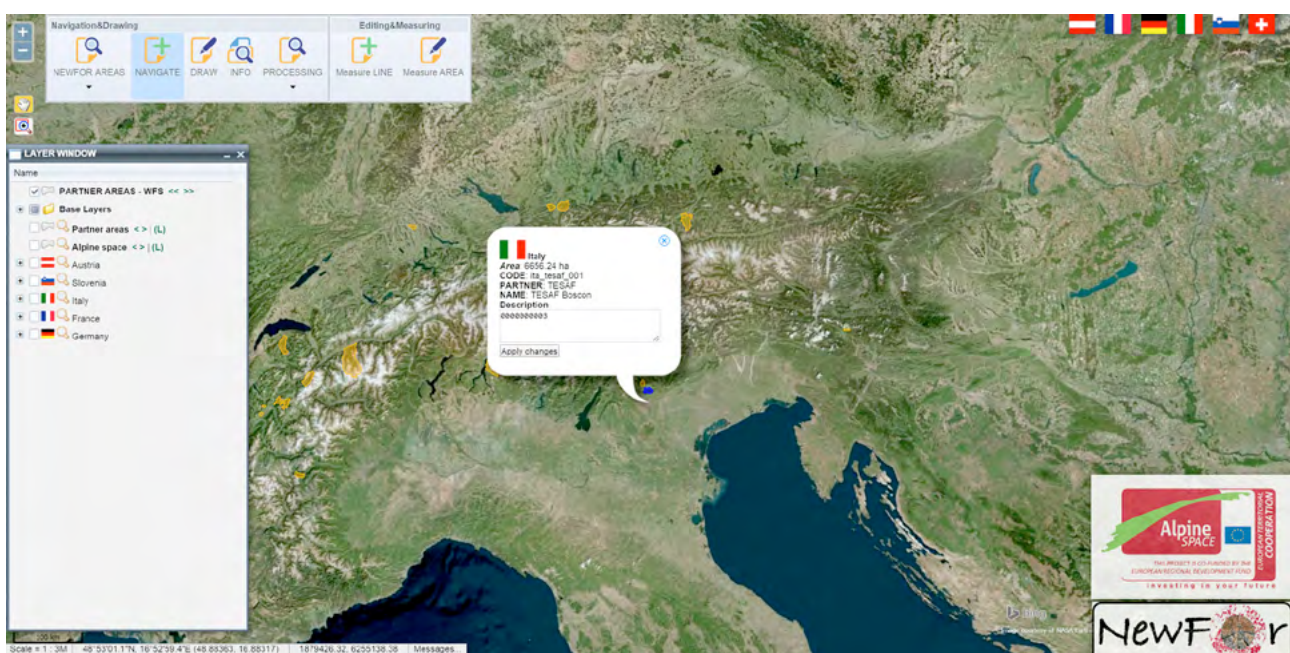 Navigation&Drawing
Editing&Measuring
NEWFOR AREAS
NAVIGATE
DRAW
INFO
PROCESSING
Measure LINE
Measure AREA
LAYER WINDOW
Name
PARTNER AREAS - WFS << >>
Base Layers
Partner areas <> | (L)
Alpine space <> | (L)
Austria
Slovenia
Italy
France
Germany
Italy
Area: 6656.24 ha
CODE: ita_tesaf_001
PARTNER: TESAF
NAME: TESAF Boscon
Description
Apply changes
Alpine
SPACE
EUROPEAN TERRITORIAL
COOPERATION
THIS PROJECT IS CO-FUNDED BY THE
EUROPEAN REGIONAL DEVELOPMENT FUND
investing in your future
bing
NewFor
Scale = 1 : 3M
48°53'01.1"N, 16°52'59.4"E (48.88363, 16.88317)
1879426.32, 6255138.38
Messages...